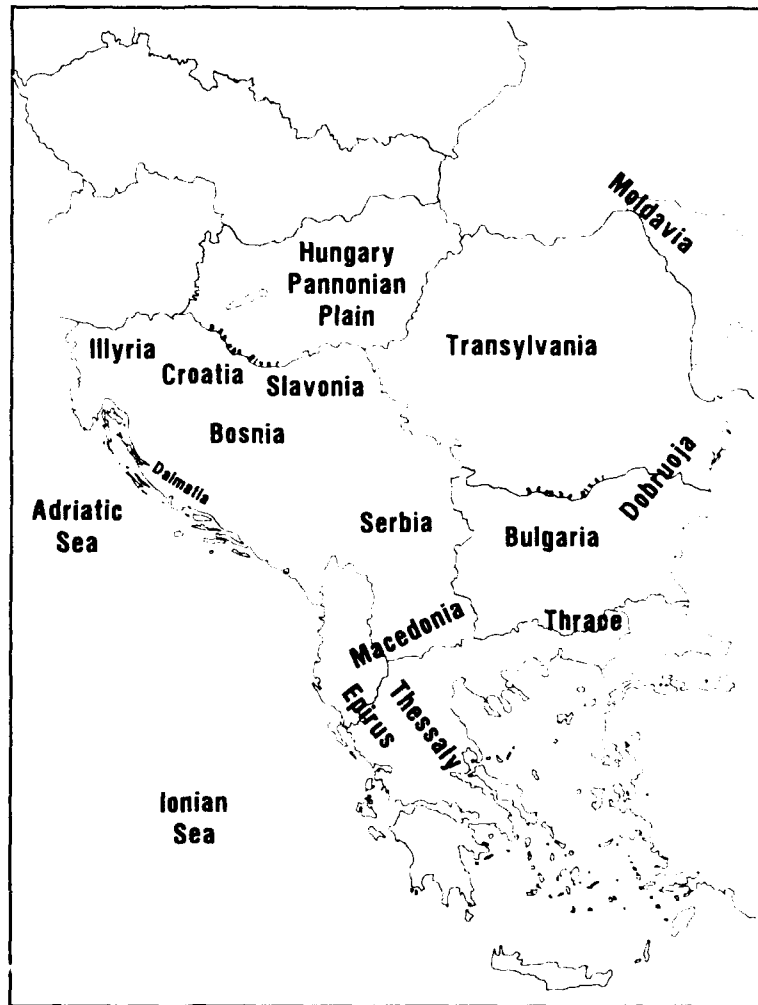 Moldavia
Hungary
Pannonian
Plain
Illyria
Croatia
Slavonia
Transylvania
Bosnia
Dalmatia
Adriatic
Sea
Serbia
Bulgaria
Dobruoja
Macedonia
Thrace
Epirus
Thessaly
Ionian
Sea